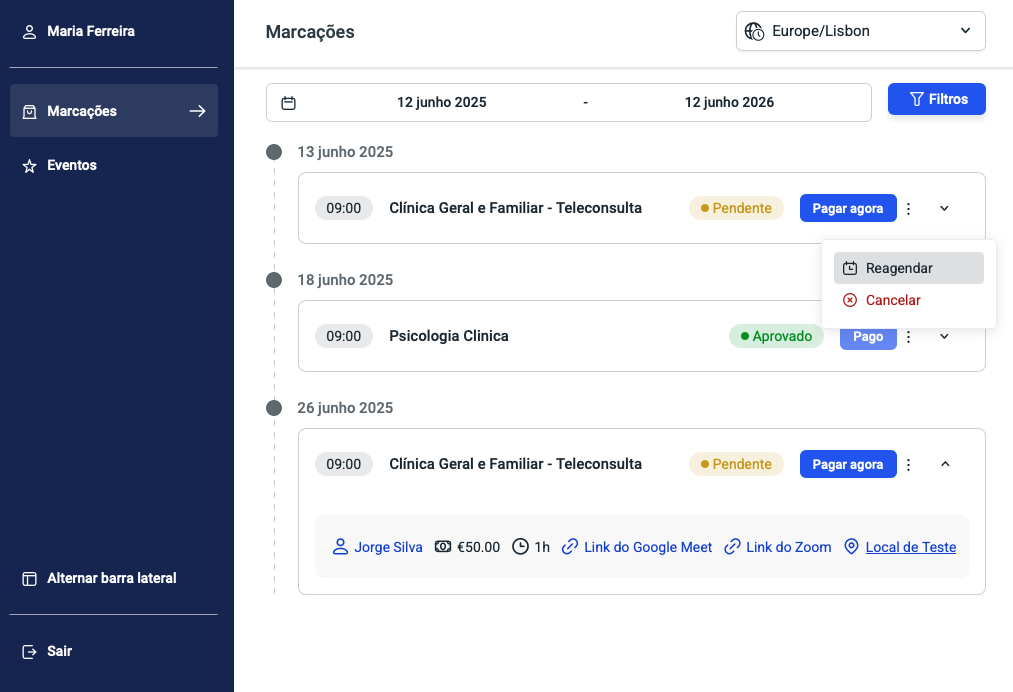 Maria Ferreira
Marcações
Eventos
Alternar barra lateral
Sair
Marcações
Europe/Lisbon
12 junho 2025 - 12 junho 2026
Filtros
13 junho 2025
09:00 Clínica Geral e Familiar - Teleconsulta Pendente Pagar agora
Reagendar
Cancelar
18 junho 2025
09:00 Psicologia Clinica Aprovado Pago
26 junho 2025
09:00 Clínica Geral e Familiar - Teleconsulta Pendente Pagar agora
Jorge Silva €50.00 1h Link do Google Meet Link do Zoom Local de Teste